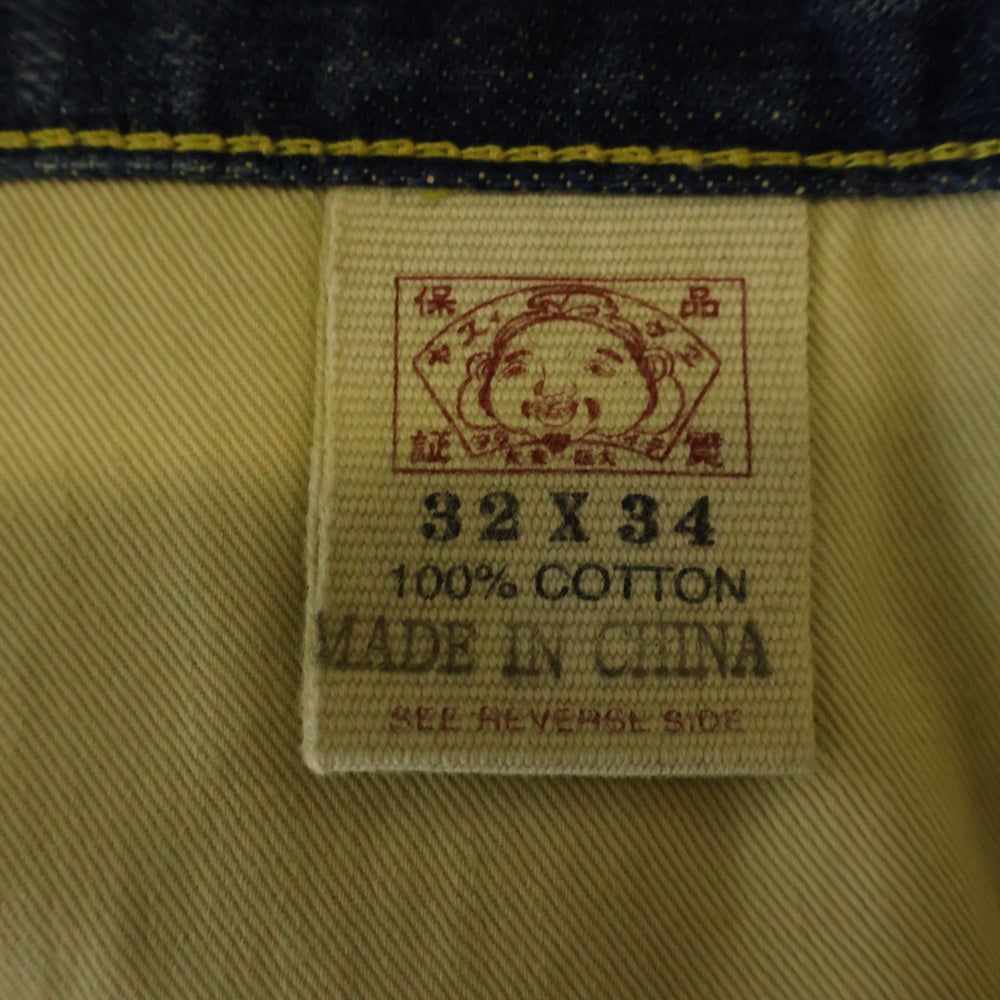 保 品
証 質
32 X 34
100% COTTON
MADE IN CHINA
SEE REVERSE SIDE